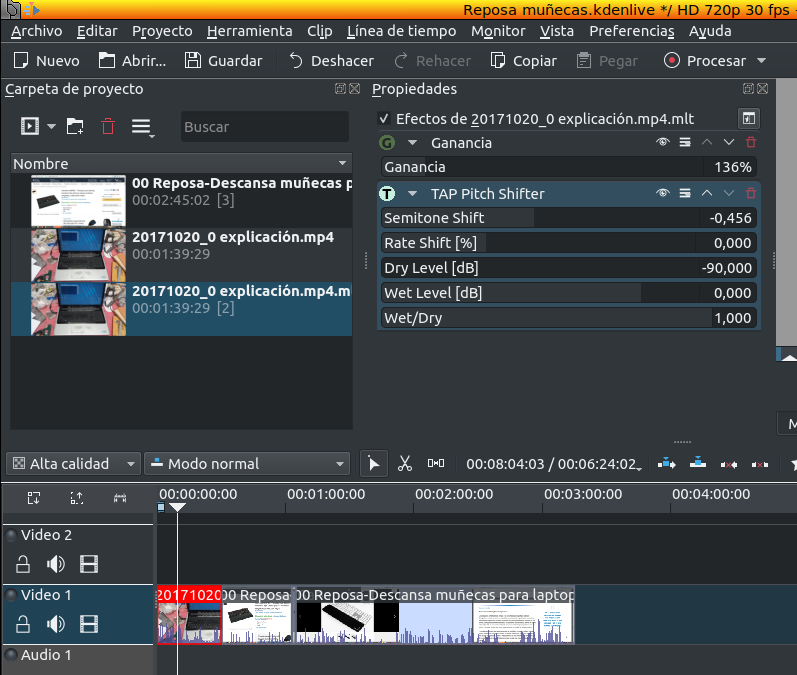 Reposa muñecas.kdenlive */ HD 720p 30 fps
Archivo Editar Proyecto Herramienta Clip Línea de tiempo Monitor Vista Preferencias Ayuda
Nuevo Abrir... Guardar Deshacer Rehacer Copiar Pegar Procesar
Carpeta de proyecto
Propiedades
Buscar
Nombre
00 Reposa-Descansa muñecas p
00:02:45:02 [3]
20171020_0 explicación.mp4
00:01:39:29
20171020_0 explicación.mp4.m
00:01:39:29 [2]
Efectos de 20171020_0 explicación.mp4.mlt
G Ganancia
Ganancia 136%
T TAP Pitch Shifter
Semitone Shift -0,456
Rate Shift [%] 0,000
Dry Level [dB] -90,000
Wet Level [dB] 0,000
Wet/Dry 1,000
M
Alta calidad Modo normal 00:08:04:03 / 00:06:24:02
00:00:00:00 00:01:00:00 00:02:00:00 00:03:00:00 00:04:00:00
Video 2
Video 1
20171020 00 Reposa 00 Reposa-Descansa muñecas para laptop
Audio 1